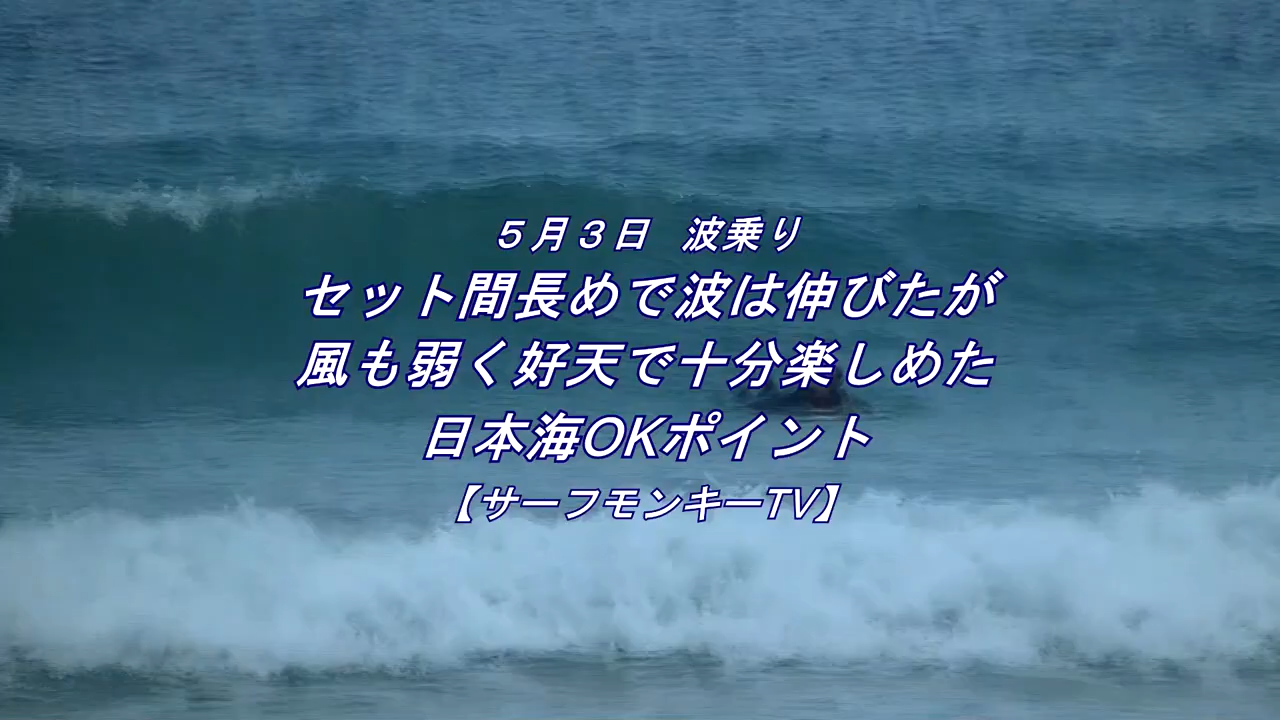 ５月３日　波乗り
セット間長めで波は伸びたが
風も弱く好天で十分楽しめた
日本海OKポイント
【サーフモンキーTV】